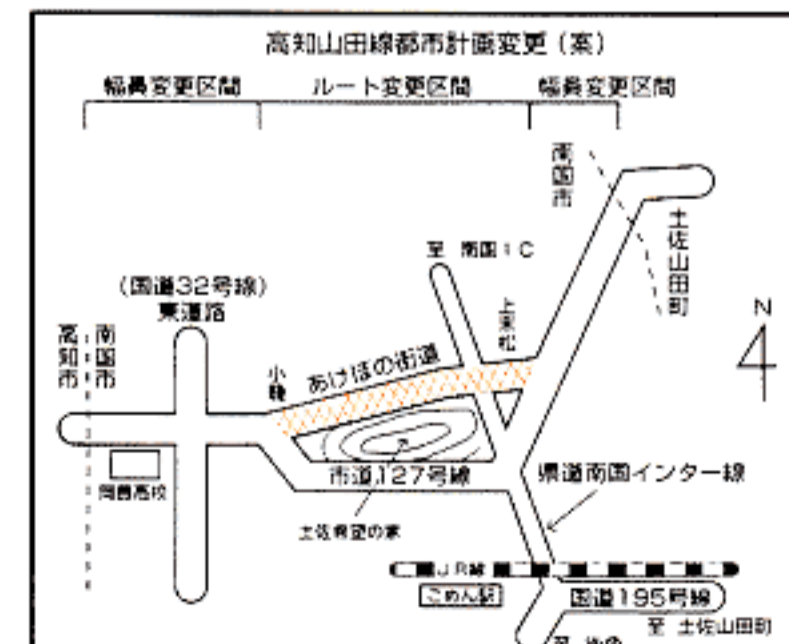 高知山田線都市計画変更（案）
幅員変更区間
ルート変更区間
幅員変更区間
南国市
土佐山田町
至 南国IC
(国道32号線)
東道路
高知市
南国市
小籠
あけぼの街道
上末松
N
岡豊高校
市道127号線
県道南国インター線
土佐希望の家
JR線
ごめん駅
国道195号線
至 土佐山田町
至